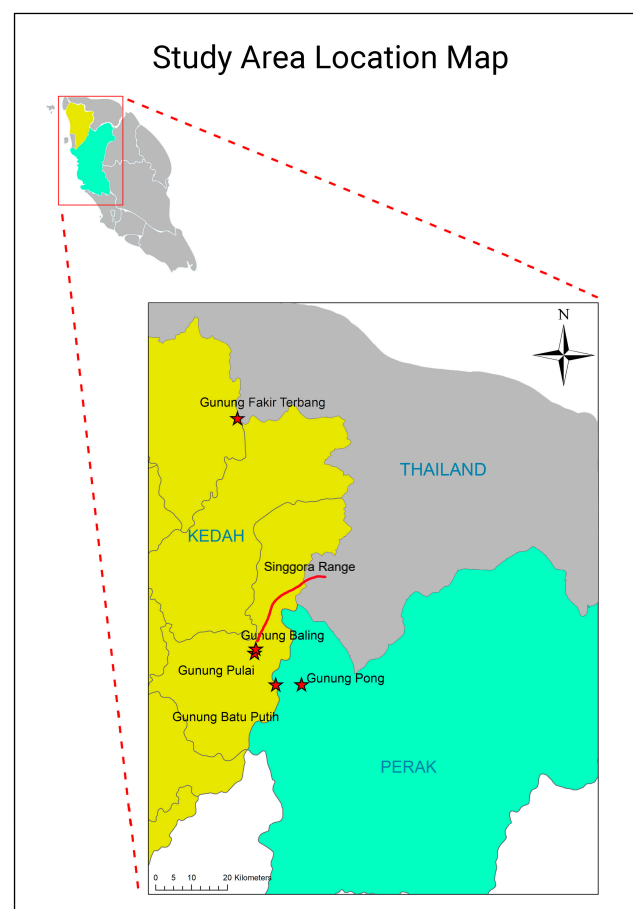 Study Area Location Map
N
Gunung Fakir Terbang
THAILAND
KEDAH
Singgora Range
Gunung Baling
Gunung Pulai
Gunung Pong
Gunung Batu Putih
PERAK
0 5 10 20 Kilometers